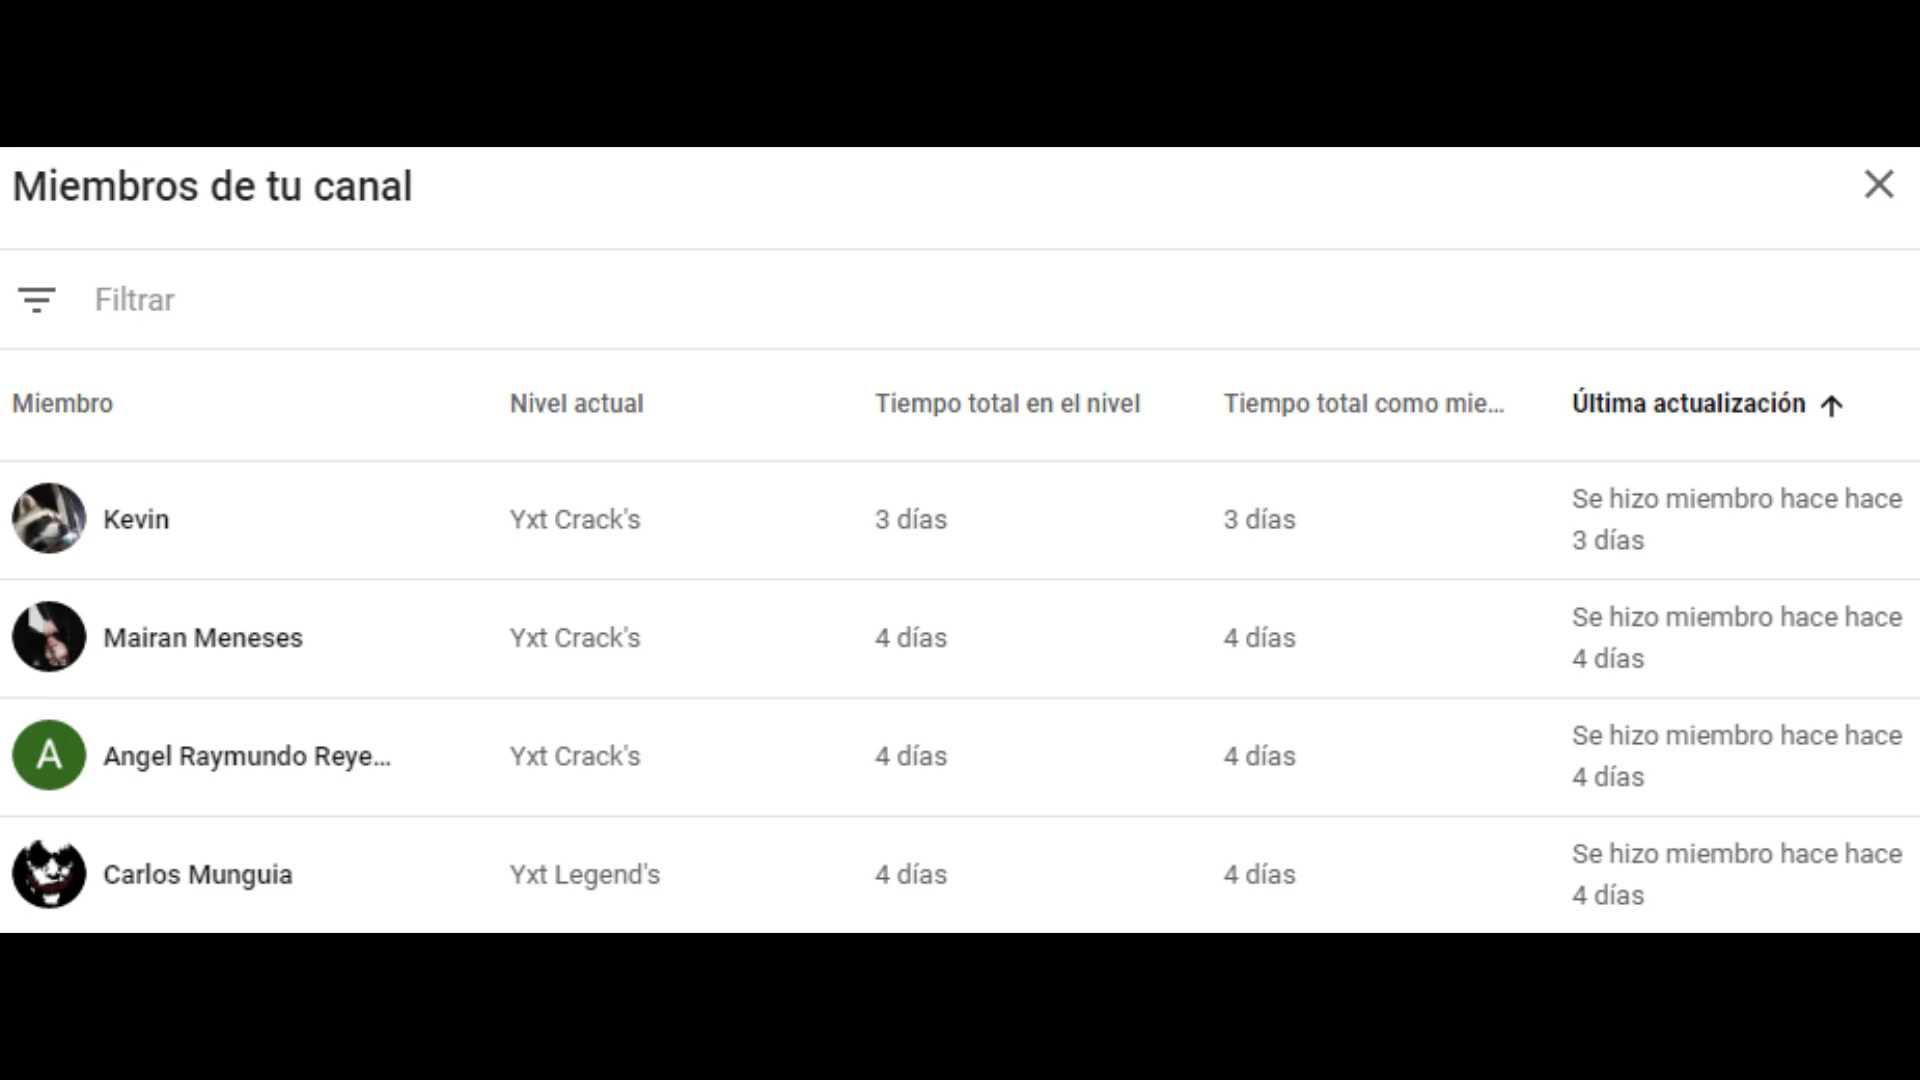 Miembros de tu canal
Filtrar
Miembro Nivel actual Tiempo total en el nivel Tiempo total como mie... Última actualización
Kevin Yxt Crack's 3 días 3 días Se hizo miembro hace hace
3 días
Mairan Meneses Yxt Crack's 4 días 4 días Se hizo miembro hace hace
4 días
A Angel Raymundo Reye... Yxt Crack's 4 días 4 días Se hizo miembro hace hace
4 días
Carlos Munguia Yxt Legend's 4 días 4 días Se hizo miembro hace hace
4 días